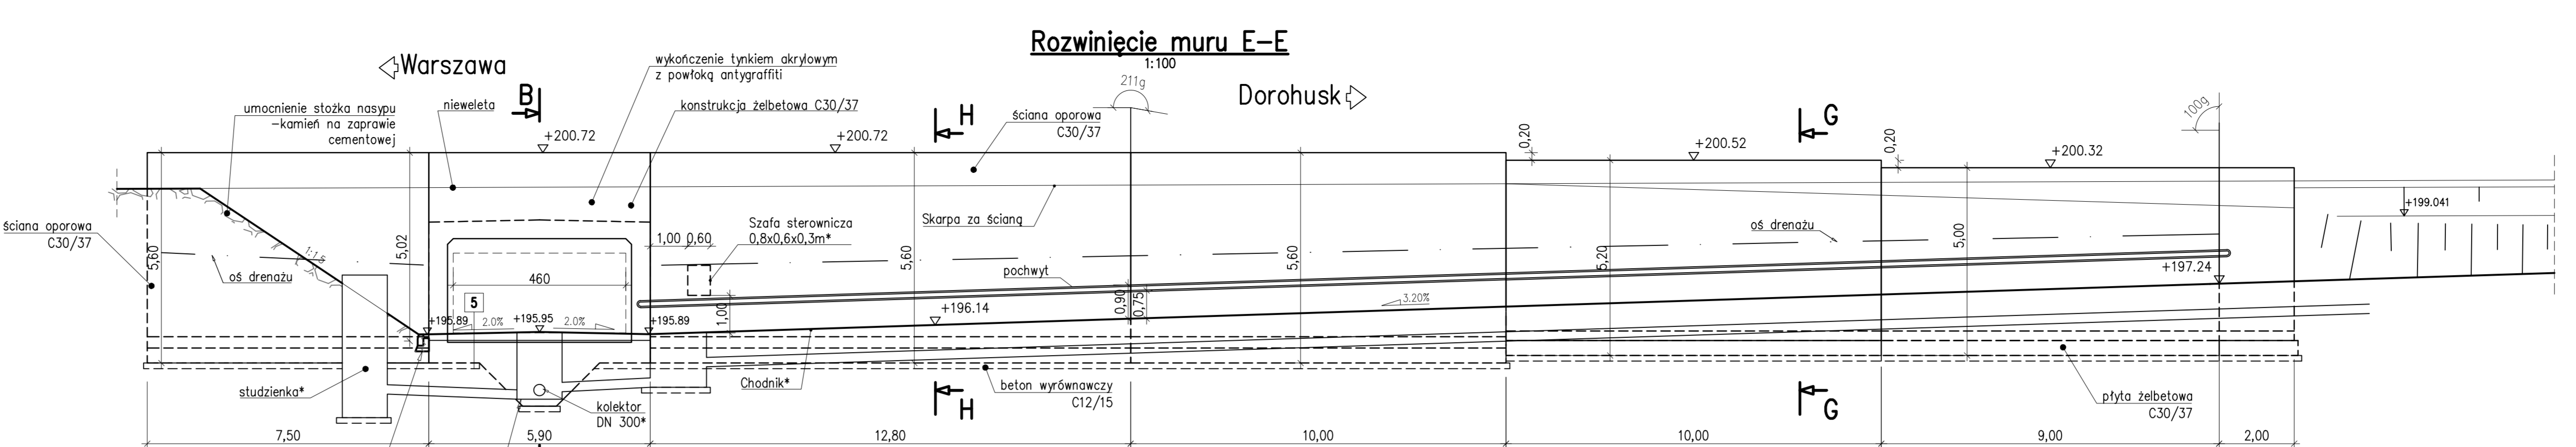 Rozwinięcie muru E-E
1:100
Warszawa
Dorohusk
wykończenie tynkiem akrylowym
z powłoką antygraffiti
umocnienie stożka nasypu
-kamień na zaprawie
cementowej
nieweleta
B
konstrukcja żelbetowa C30/37
H
ściana oporowa
C30/37
211g
G
100g
+200.72
+200.72
0,20
+200.52
0,20
+200.32
ściana oporowa
C30/37
5,60
1:1.5
oś drenażu
5,02
Szafa sterownicza
0,8x0,6x0,3m*
1,00
0,60
5,60
Skarpa za ścianą
5,60
5,20
oś drenażu
5,00
+199.041
460
5
pochwyt
+197.24
+195.89
2.0%
+195.95
2.0%
+195.89
1,00
+196.14
0,90
0,75
3.20%
studzienka*
kolektor
DN 300*
Chodnik*
beton wyrównawczy
C12/15
H
G
płyta żelbetowa
C30/37
7,50
5,90
12,80
10,00
10,00
9,00
2,00